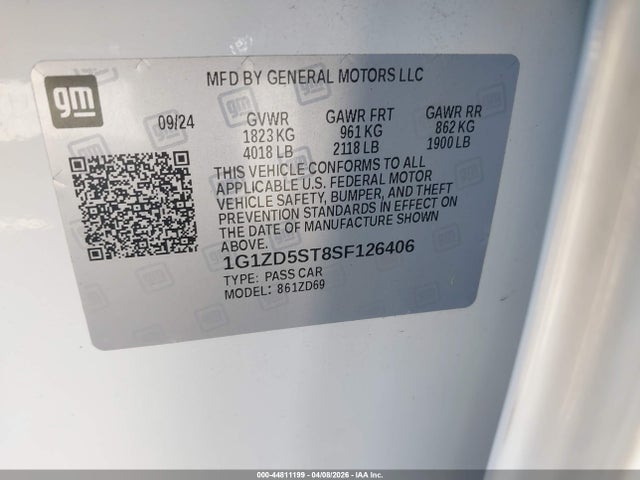 gm
MFD BY GENERAL MOTORS LLC
09/24 GVWR GAWR FRT GAWR RR
1823 KG 961 KG 862 KG
4018 LB 2118 LB 1900 LB
THIS VEHICLE CONFORMS TO ALL
APPLICABLE U.S. FEDERAL MOTOR
VEHICLE SAFETY, BUMPER, AND THEFT
PREVENTION STANDARDS IN EFFECT ON
THE DATE OF MANUFACTURE SHOWN
ABOVE.
1G1ZD5ST8SF126406
TYPE: PASS CAR
MODEL: 861ZD69
000-44811199 - 04/08/2026 - IAA Inc.